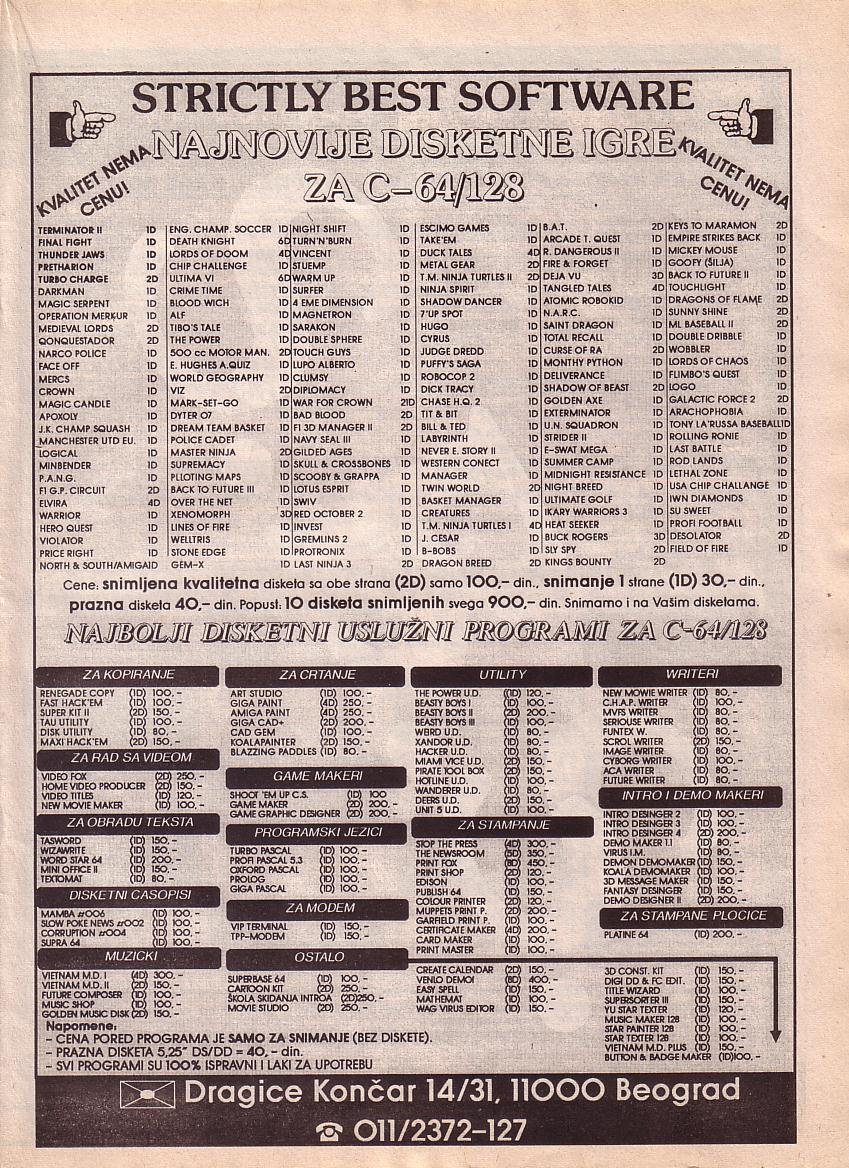 STRICTLY BEST SOFTWARE
NAJNOVIJE DISKETNE IGRE
ZA C-64/128
KVALITET NEMA CENU!
KVALITET NEMA CENU!
TERMINATOR II 1D
FINAL FIGHT 1D
THUNDER JAWS 1D
PRETHARION 1D
TURBO CHARGE 2D
DARKMAN 1D
MAGIC SERPENT 1D
OPERATION MERKUR 1D
MEDIEVAL LORDS 2D
QONQUESTADOR 2D
NARCO POLICE 1D
FACE OFF 1D
MERCS 1D
CROWN 1D
MAGIC CANDLE 1D
APOXOLY 1D
J.K. CHAMP SQUASH 1D
MANCHESTER UTD EU. 1D
LOGICAL 1D
MINBENDER 1D
P.A.N.G. 1D
F1 G.P. CIRCUIT 2D
ELVIRA 4D
WARRIOR 1D
HERO QUEST 1D
VIOLATOR 1D
PRICE RIGHT 1D
NORTH & SOUTH/AMIGA1D
ENG. CHAMP. SOCCER 1D
DEATH KNIGHT 6D
LORDS OF DOOM 4D
CHIP CHALLENGE 1D
ULTIMA VI 6D
CRIME TIME 1D
BLOOD WICH 1D
ALF 1D
TIBO'S TALE 1D
THE POWER 1D
500 cc MOTOR MAN. 2D
E. HUGHES A.QUIZ 1D
WORLD GEOGRAPHY 1D
VIZ 2D
MARK-SET-GO 1D
DYTER 07 1D
DREAM TEAM BASKET 1D
POLICE CADET 1D
MASTER NINJA 2D
SUPREMACY 1D
PLLOTING MAPS 1D
BACK TO FUTURE III 1D
OVER THE NET 1D
XENOMORPH 3D
LINES OF FIRE 1D
WELLTRIS 1D
STONE EDGE 1D
GEM-X 1D
NIGHT SHIFT 1D
TURN'N'BURN 1D
VINCENT 1D
STUEMP 1D
WARM UP 1D
SURFER 1D
4 EME DIMENSION 1D
MAGNETRON 1D
SARAKON 1D
DOUBLE SPHERE 1D
TOUCH GUYS 1D
LUPO ALBERTO 1D
CLUMSY 1D
DIPLOMACY 1D
WAR FOR CROWN 21D
BAD BLOOD 2D
F1 3D MANAGER II 2D
NAVY SEAL III 1D
GILDED AGES 1D
SKULL & CROSSBONES 1D
SCOOBY & GRAPPA 1D
LOTUS ESPRIT 1D
SWIV 1D
RED OCTOBER 2 1D
INVEST 1D
GREMLINS 2 1D
PROTRONIX 1D
LAST NINJA 3 2D
ESCIMO GAMES 1D
TAKE'EM 1D
DUCK TALES 4D
METAL GEAR 2D
T.M. NINJA TURTLES II 2D
NINJA SPIRIT 1D
SHADOW DANCER 1D
7'UP SPOT 1D
HUGO 1D
CYRUS 1D
JUDGE DREDD 1D
PUFFY'S SAGA 1D
ROBOCOP 2 1D
DICK TRACY 1D
CHASE H.Q. 2 1D
TIT & BIT 1D
BILL & TED 1D
LABYRINTH 1D
NEVER E. STORY II 1D
WESTERN CONECT 1D
MANAGER 1D
TWIN WORLD 2D
BASKET MANAGER 1D
CREATURES 1D
T.M. NINJA TURTLES I 4D
J. CESAR 1D
B-BOBS 2D
DRAGON BREED 2D
B.A.T. 2D
ARCADE T. QUEST 1D
R. DANGEROUS II 1D
FIRE & FORGET 1D
DEJA VU 3D
TANGLED TALES 4D
ATOMIC ROBOKID 1D
N.A.R.C. 1D
SAINT DRAGON 1D
TOTAL RECALL 1D
CURSE OF RA 2D
MONTHY PYTHON 1D
DELIVERANCE 1D
SHADOW OF BEAST 2D
GOLDEN AXE 1D
EXTERMINATOR 1D
U.N. SQUADRON 1D
STRIDER II 1D
E-SWAT MEGA 1D
SUMMER CAMP 1D
MIDNIGHT RESISTANCE 1D
NIGHT BREED 1D
ULTIMATE GOLF 1D
IKARY WARRIORS 3 1D
HEAT SEEKER 1D
BUCK ROGERS 3D
SLY SPY 2D
KINGS BOUNTY 2D
KEYS TO MARAMON 2D
EMPIRE STRIKES BACK 1D
MICKEY MOUSE 1D
GOOFY (ŠILJA) 1D
BACK TO FUTURE II 1D
TOUCHLIGHT 1D
DRAGONS OF FLAME 2D
SUNNY SHINE 2D
ML BASEBALL II 2D
DOUBLE DRIBBLE 1D
WOBBLER 1D
LORDS OF CHAOS 1D
FLIMBO'S QUEST 1D
LOGO 1D
GALACTIC FORCE 2 2D
ARACHOPHOBIA 1D
TONY LA'RUSSA BASEBALL1D
ROLLING RONIE 1D
LAST BATTLE 1D
ROD LANDS 1D
LETHAL ZONE 1D
USA CHIP CHALLANGE 1D
IWN DIAMONDS 1D
SU SWEET 1D
PROFI FOOTBALL 1D
DESOLATOR 2D
FIELD OF FIRE 1D
Cene: snimljena kvalitetna disketa sa obe strana (2D) samo 100,- din., snimanje 1 strane (1D) 30,- din.,
prazna disketa 40,- din. Popust: 10 disketa snimljenih svega 900,- din. Snimamo i na Vašim disketama.
NAJBOLJI DISKETNI USLUŽNI PROGRAMI ZA C-64/128
ZA KOPIRANJE
RENEGADE COPY (1D) 100,-
FAST HACK'EM (1D) 100,-
SUPER KIT II (2D) 150,-
TAU UTILITY (1D) 100,-
DISK UTILITY (1D) 80,-
MAXI HACK'EM (2D) 150,-
ZA RAD SA VIDEOM
VIDEO FOX (2D) 250,-
HOME VIDEO PRODUCER (2D) 150,-
VIDEO TITLES (1D) 120,-
NEW MOVIE MAKER (1D) 100,-
ZA OBRADU TEKSTA
TASWORD (1D) 150,-
WIZAWRITE (1D) 150,-
WORD STAR 64 (1D) 200,-
MINI OFFICE II (1D) 150,-
TEXTOMAT (1D) 80,-
DISKETNI CASOPISI
MAMBA #006 (1D) 100,-
SLOW POKE NEWS #002 (1D) 100,-
CORRUPTION #004 (1D) 100,-
SUPRA 64 (1D) 100,-
MUZICKI
VIETNAM M.D. I (4D) 300,-
VIETNAM M.D. II (2D) 150,-
FUTURE COMPOSER (1D) 100,-
MUSIC SHOP (1D) 100,-
GOLDEN MUSIC DISK (2D) 150,-
ZA CRTANJE
ART STUDIO (1D) 100,-
GIGA PAINT (4D) 250,-
AMIGA PAINT (4D) 250,-
GIGA CAD+ (2D) 200,-
CAD GEM (1D) 100,-
KOALAPAINTER (2D) 150,-
BLAZZING PADDLES (1D) 80,-
GAME MAKERI
SHOOT 'EM UP C.S. (1D) 100
GAME MAKER (2D) 200,-
GAME GRAPHIC DESIGNER (2D) 200,-
PROGRAMSKI JEZICI
TURBO PASCAL (1D) 100,-
PROFI PASCAL 5.3 (1D) 100,-
OXFORD PASCAL (1D) 100,-
PROLOG (1D) 100,-
GIGA PASCAL (1D) 100,-
ZA MODEM
VIP TERMINAL (1D) 150,-
TPP-MODEM (1D) 150,-
OSTALO
SUPERBASE 64 (1D) 100,-
CARTOON KIT (2D) 250,-
ŠKOLA SKIDANJA INTROA (2D)250,-
MOVIE STUDIO (2D) 250,-
UTILITY
THE POWER U.D. (1D) 120,-
BEASTY BOYS I (1D) 100,-
BEASTY BOYS II (2D) 200,-
BEASTY BOYS III (1D) 100,-
WEIRD U.D. (1D) 80,-
XANDOR U.D. (1D) 80,-
HACKER U.D. (1D) 80,-
MIAMI VICE U.D. (2D) 150,-
PIRATE TOOL BOX (2D) 150,-
HOTLINE U.D. (1D) 100,-
WANDERER U.D. (1D) 80,-
DEERS U.D. (2D) 150,-
UNIT 5 U.D. (1D) 100,-
ZA STAMPANJE
STOP THE PRESS (4D) 300,-
THE NEWSROOM (5D) 350,-
PRINT FOX (8D) 450,-
PRINT SHOP (2D) 120,-
EDISON (1D) 100,-
PUBLISH 64 (1D) 150,-
COLOUR PRINTER (2D) 120,-
MUPPETS PRINT P. (2D) 200,-
GARFIELD PRINT P. (1D) 100,-
CERTIFICATE MAKER (4D) 200,-
CARD MAKER (1D) 100,-
PRINT MASTER (1D) 100,-
CREATE CALENDAR (2D) 150,-
VENLO DEMO! (8D) 400,-
EASY SPELL (1D) 150,-
MATHEMAT (1D) 100,-
WAG VIRUS EDITOR (1D) 100,-
WRITERI
NEW MOWIE WRITER (1D) 80,-
C.H.A.P. WRITER (1D) 100,-
MVFS WRITER (1D) 80,-
SERIOUSE WRITER (1D) 80,-
FUNTEX W. (1D) 80,-
SCROL WRITER (2D) 150,-
IMAGE WRITER (1D) 80,-
CYBORG WRITER (1D) 100,-
ACA WRITER (1D) 80,-
FUTURE WRITER (1D) 80,-
INTRO I DEMO MAKERI
INTRO DESINGER 2 (1D) 100,-
INTRO DESINGER 3 (1D) 100,-
INTRO DESINGER 4 (2D) 200,-
DEMO MAKER 1.1 (1D) 80,-
VIRUS I.M. (1D) 80,-
DEMON DEMOMAKER (1D) 150,-
KOALA DEMOMAKER (1D) 100,-
3D MESSAGE MAKER (1D) 150,-
FANTASY DESINGER (1D) 150,-
DEMO DESIGNER II (2D) 200,-
ZA STAMPANE PLOCICE
PLATINE 64 (1D) 200,-
3D CONST. KIT (1D) 150,-
DIGI DD & FC EDIT. (1D) 150,-
TITLE WIZARD (1D) 100,-
SUPERSORTER III (1D) 150,-
YU STAR TEXTER (1D) 120,-
MUSIC MAKER 128 (1D) 100,-
STAR PAINTER 128 (1D) 100,-
STAR TEXTER 128 (1D) 100,-
VIETNAM M.D. PLUS (1D) 150,-
BUTTON & BADGE MAKER (1D)100,-
Napomene:
- CENA PORED PROGRAMA JE SAMO ZA SNIMANJE (BEZ DISKETE).
- PRAZNA DISKETA 5,25" DS/DD = 40,- din.
- SVI PROGRAMI SU 100% ISPRAVNI I LAKI ZA UPOTREBU
Dragice Končar 14/31, 11000 Beograd
☎ 011/2372-127